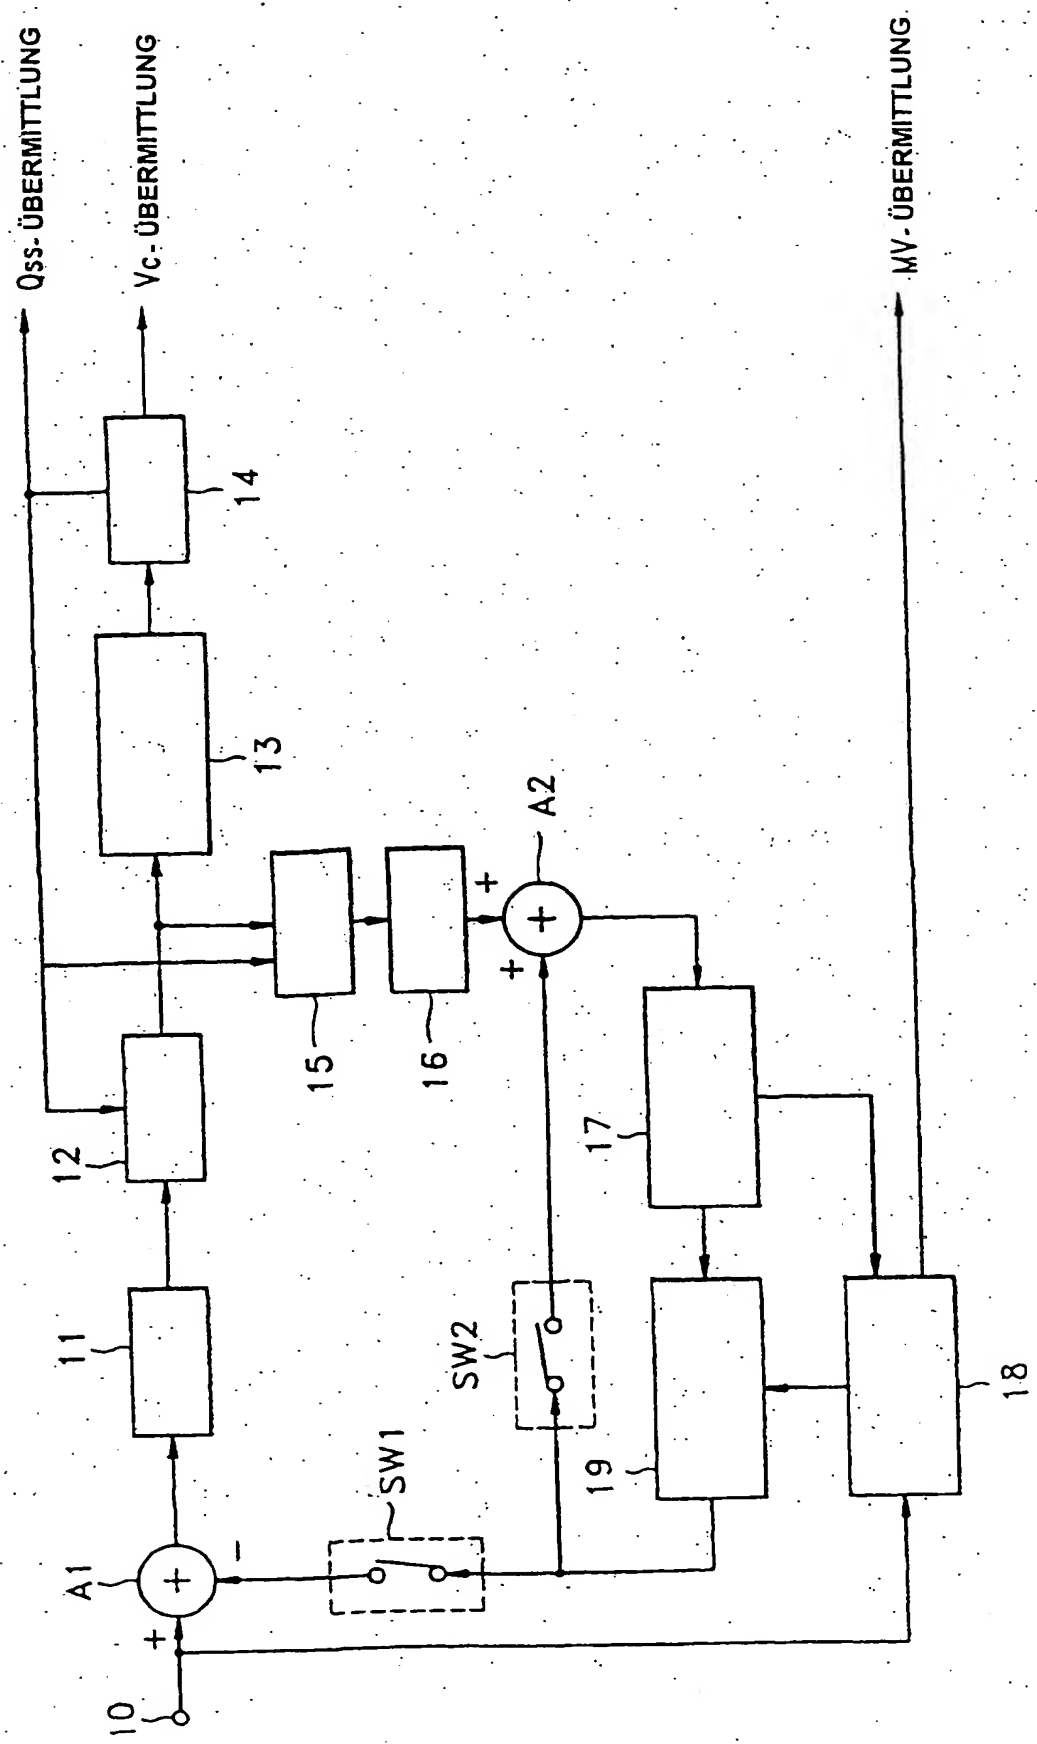 Qss-ÜBERMITTLUNG
Vc-ÜBERMITTLUNG
MV-ÜBERMITTLUNG
10
+
A1
+
-
11
12
13
14
15
16
+
+
A2
+
SW1
SW2
17
18
19